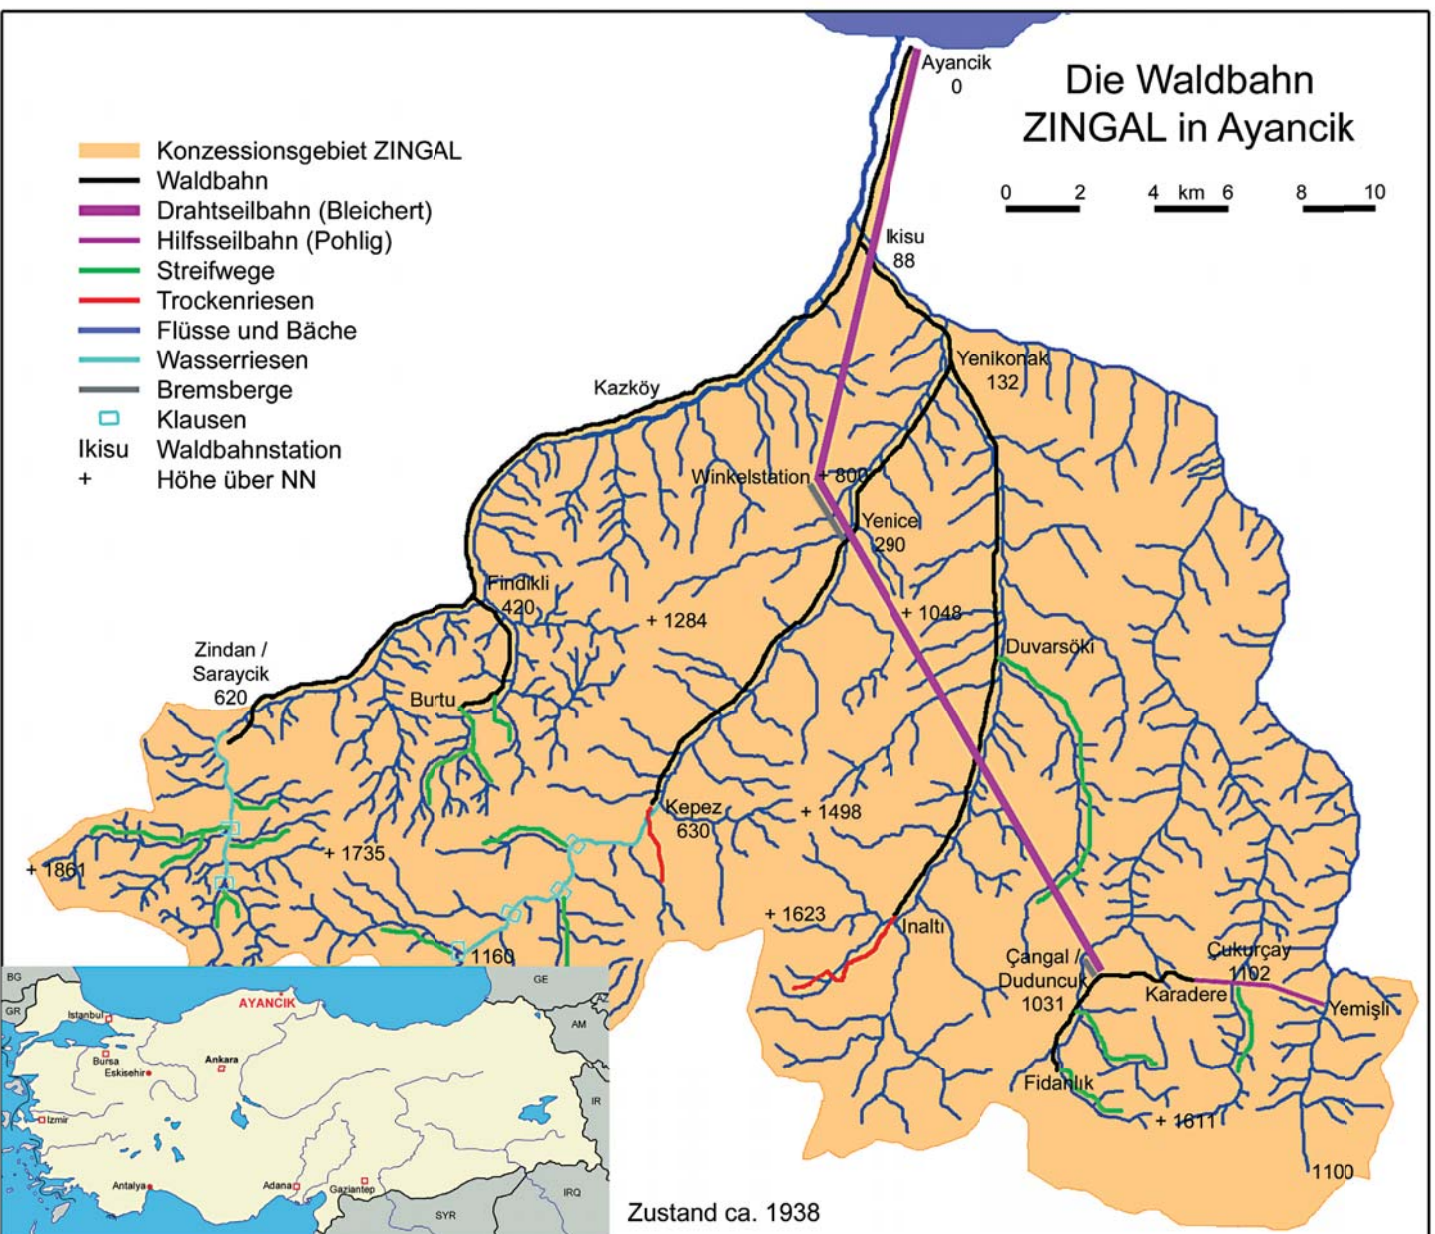 Die Waldbahn
ZINGAL in Ayancik
0 2 4 km 6 8 10
Konzessionsgebiet ZINGAL
Waldbahn
Drahtseilbahn (Bleichert)
Hilfsseilbahn (Pohlig)
Streifwege
Trockenriesen
Flüsse und Bäche
Wasserriesen
Bremsberge
Klausen
Ikisu Waldbahnstation
+ Höhe über NN
Ayancik
0
Ikisu
88
Yenikonak
132
Kazköy
Winkelstation + 800
Yenice
290
Findikli
420
+ 1284
+ 1048
Zindan /
Saraycik
620
Duvarsöki
Burtu
Kepez
630
+ 1498
+ 1735
+ 1861
+ 1623
Inaltı
1160
Çangal /
Duduncuk
1031
Çukurçay
1102
Karadere
Yemişli
Fidanlık
+ 1611
1100
BG
GR
GE
AZ
AM
IR
IRQ
SYR
AYANCIK
Istanbul
Bursa
Eskisehir
Ankara
Izmir
Antalya
Adana
Gaziantep
Zustand ca. 1938